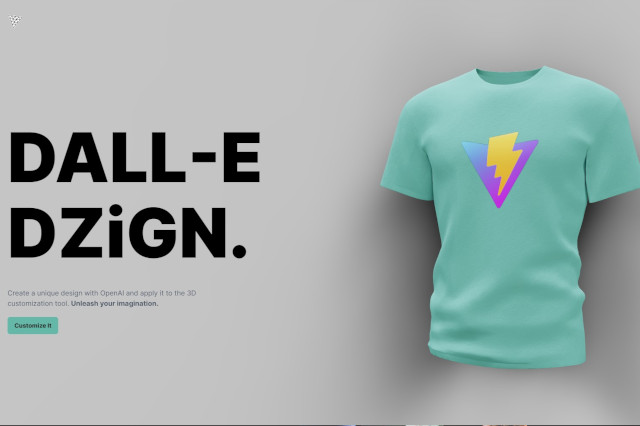 DALL-E
DZiGN.
Create a unique design with OpenAI and apply it to the 3D
customization tool. Unleash your imagination.
Customize It